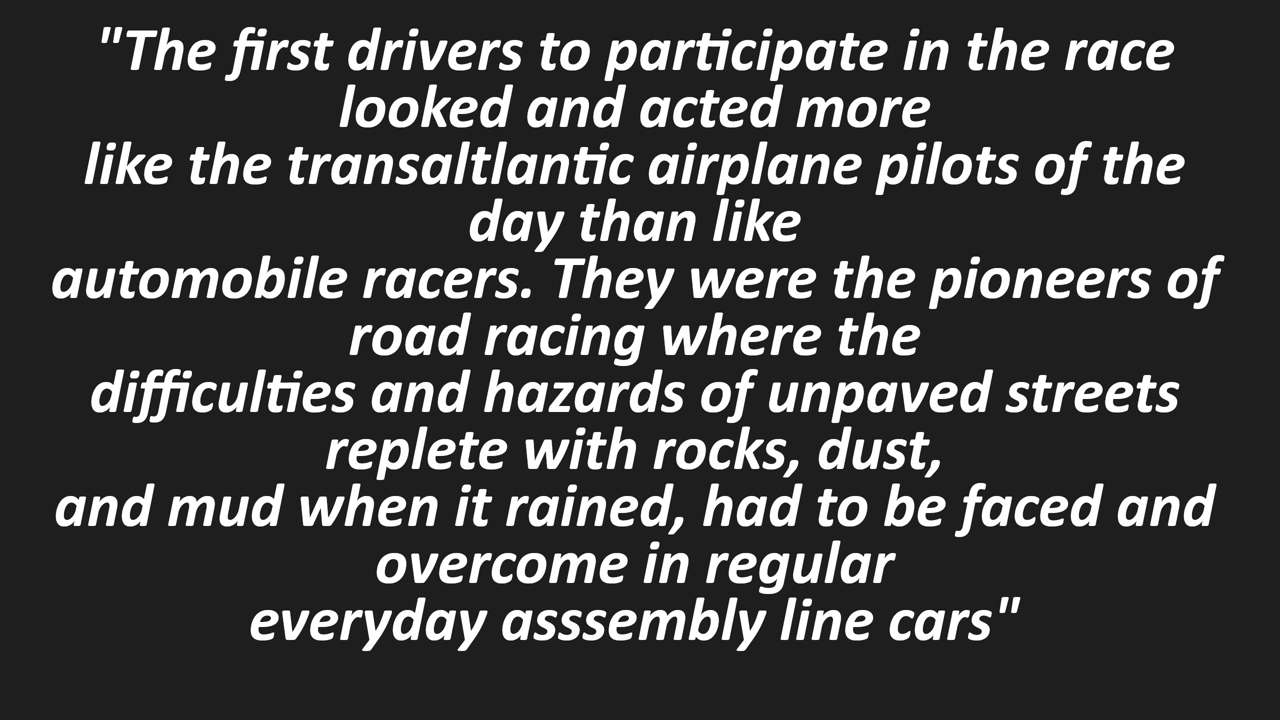 "The first drivers to participate in the race
looked and acted more
like the transaltlantic airplane pilots of the
day than like
automobile racers. They were the pioneers of
road racing where the
difficulties and hazards of unpaved streets
replete with rocks, dust,
and mud when it rained, had to be faced and
overcome in regular
everyday asssembly line cars"